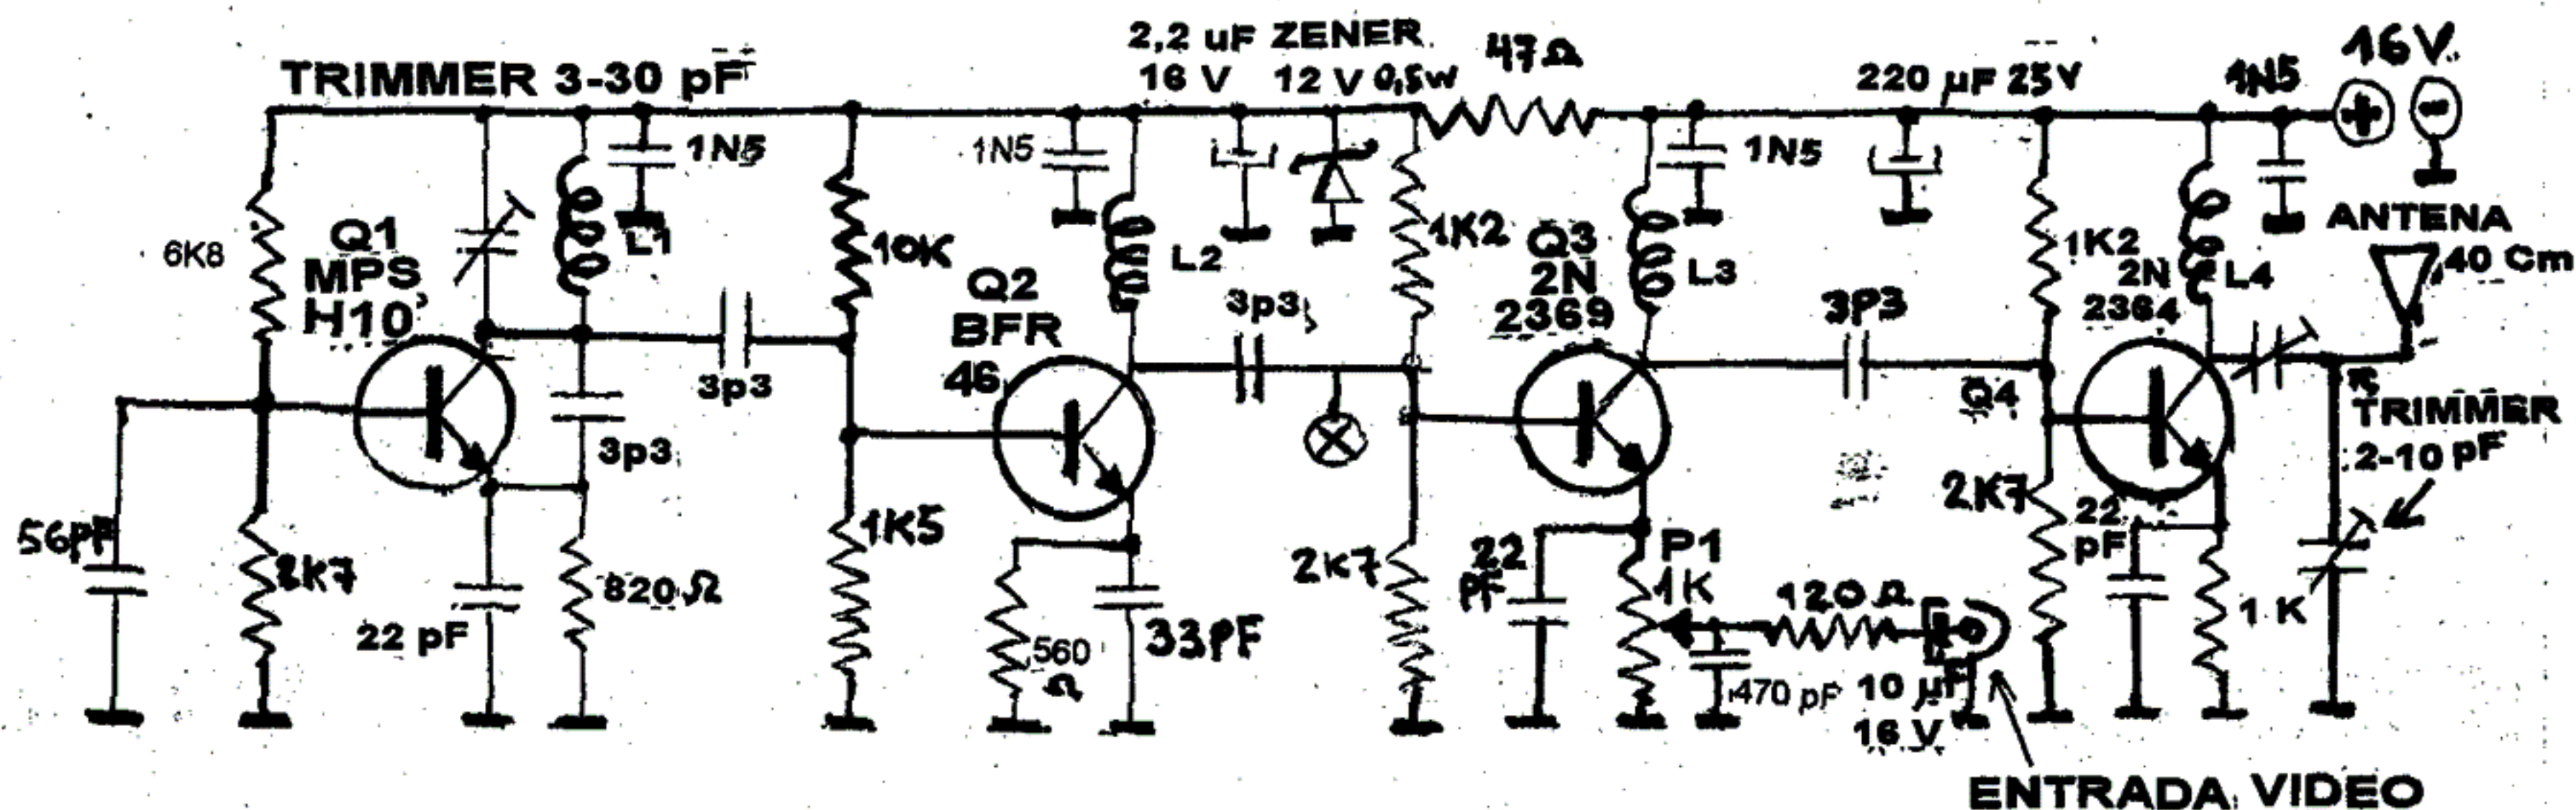 TRIMMER 3-30 pF
2,2 uF ZENER
16 V 12 V 0,5W
47Ω
220 µF 25V
1N5
16V
+
-
6K8
Q1
MPS
H10
L1
1N5
10K
1N5
L2
1K2
Q3
2N
2369
L3
1N5
1K2
2N
2364
L4
ANTENA
40 Cm
Q2
BFR
46
3p3
3p3
3P3
Q4
TRIMMER
2-10 pF
3p3
56PF
2K7
22 pF
820 Ω
1K5
560
Ω
33PF
2K7
22
PF
P1
1K
120 Ω
470 pF
10 µF
16 V
2K7
22
pF
1 K
ENTRADA VIDEO